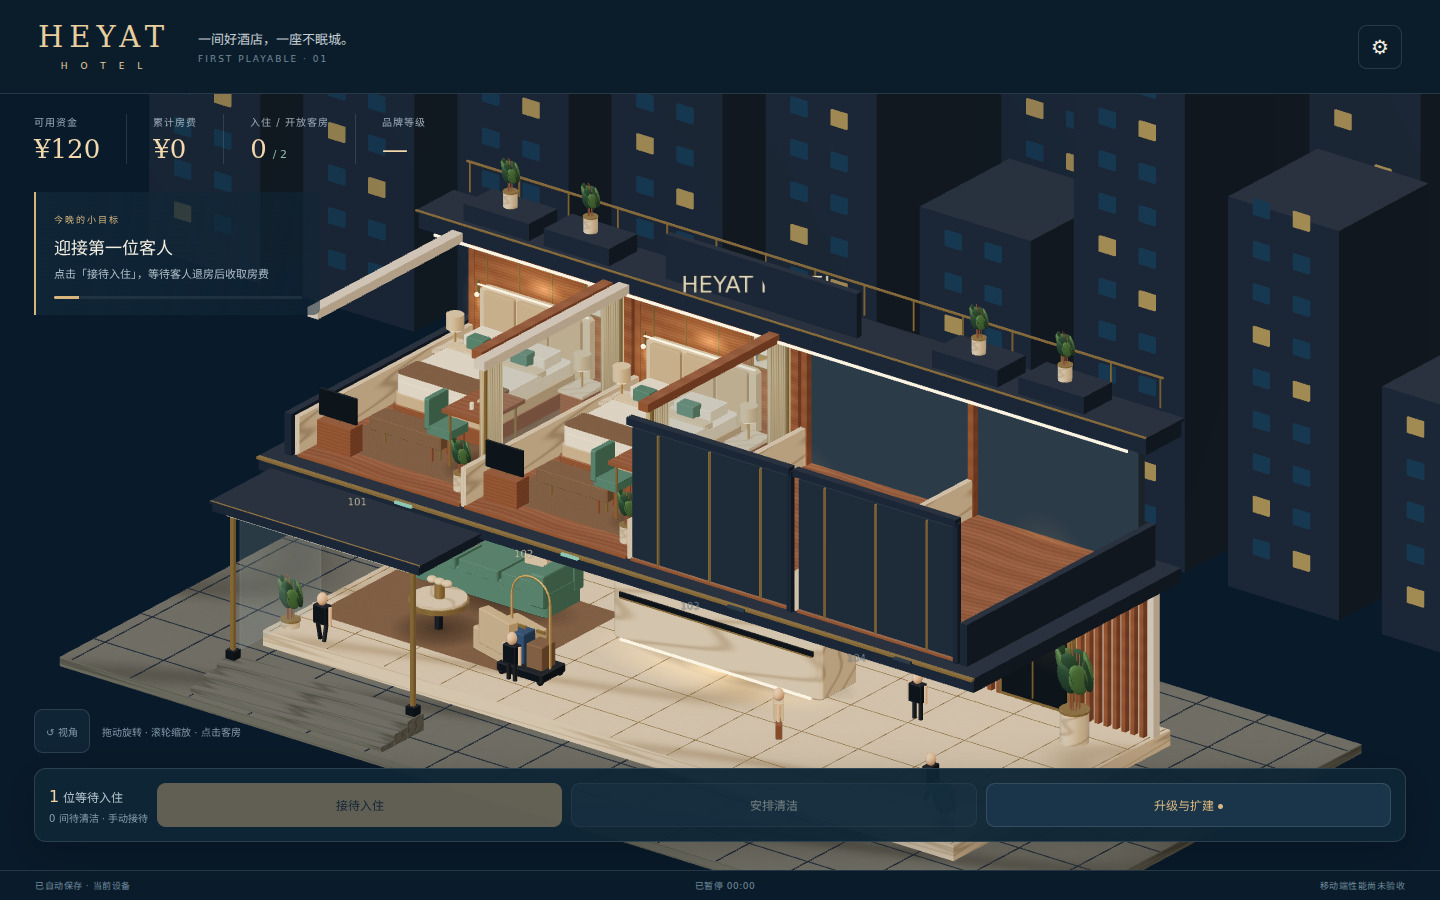 HEYAT
HOTEL
一间好酒店，一座不眠城。
FIRST PLAYABLE · 01
可用资金
¥120
累计房费
¥0
入住 / 开放客房
0 / 2
品牌等级
—
今晚的小目标
迎接第一位客人
点击「接待入住」，等待客人退房后收取房费
HEYAT
101
102
103
104
↺ 视角
拖动旋转 · 滚轮缩放 · 点击客房
1 位等待入住
0 间待清洁 · 手动接待
接待入住
安排清洁
升级与扩建
已自动保存 · 当前设备
已暂停 00:00
移动端性能尚未验收